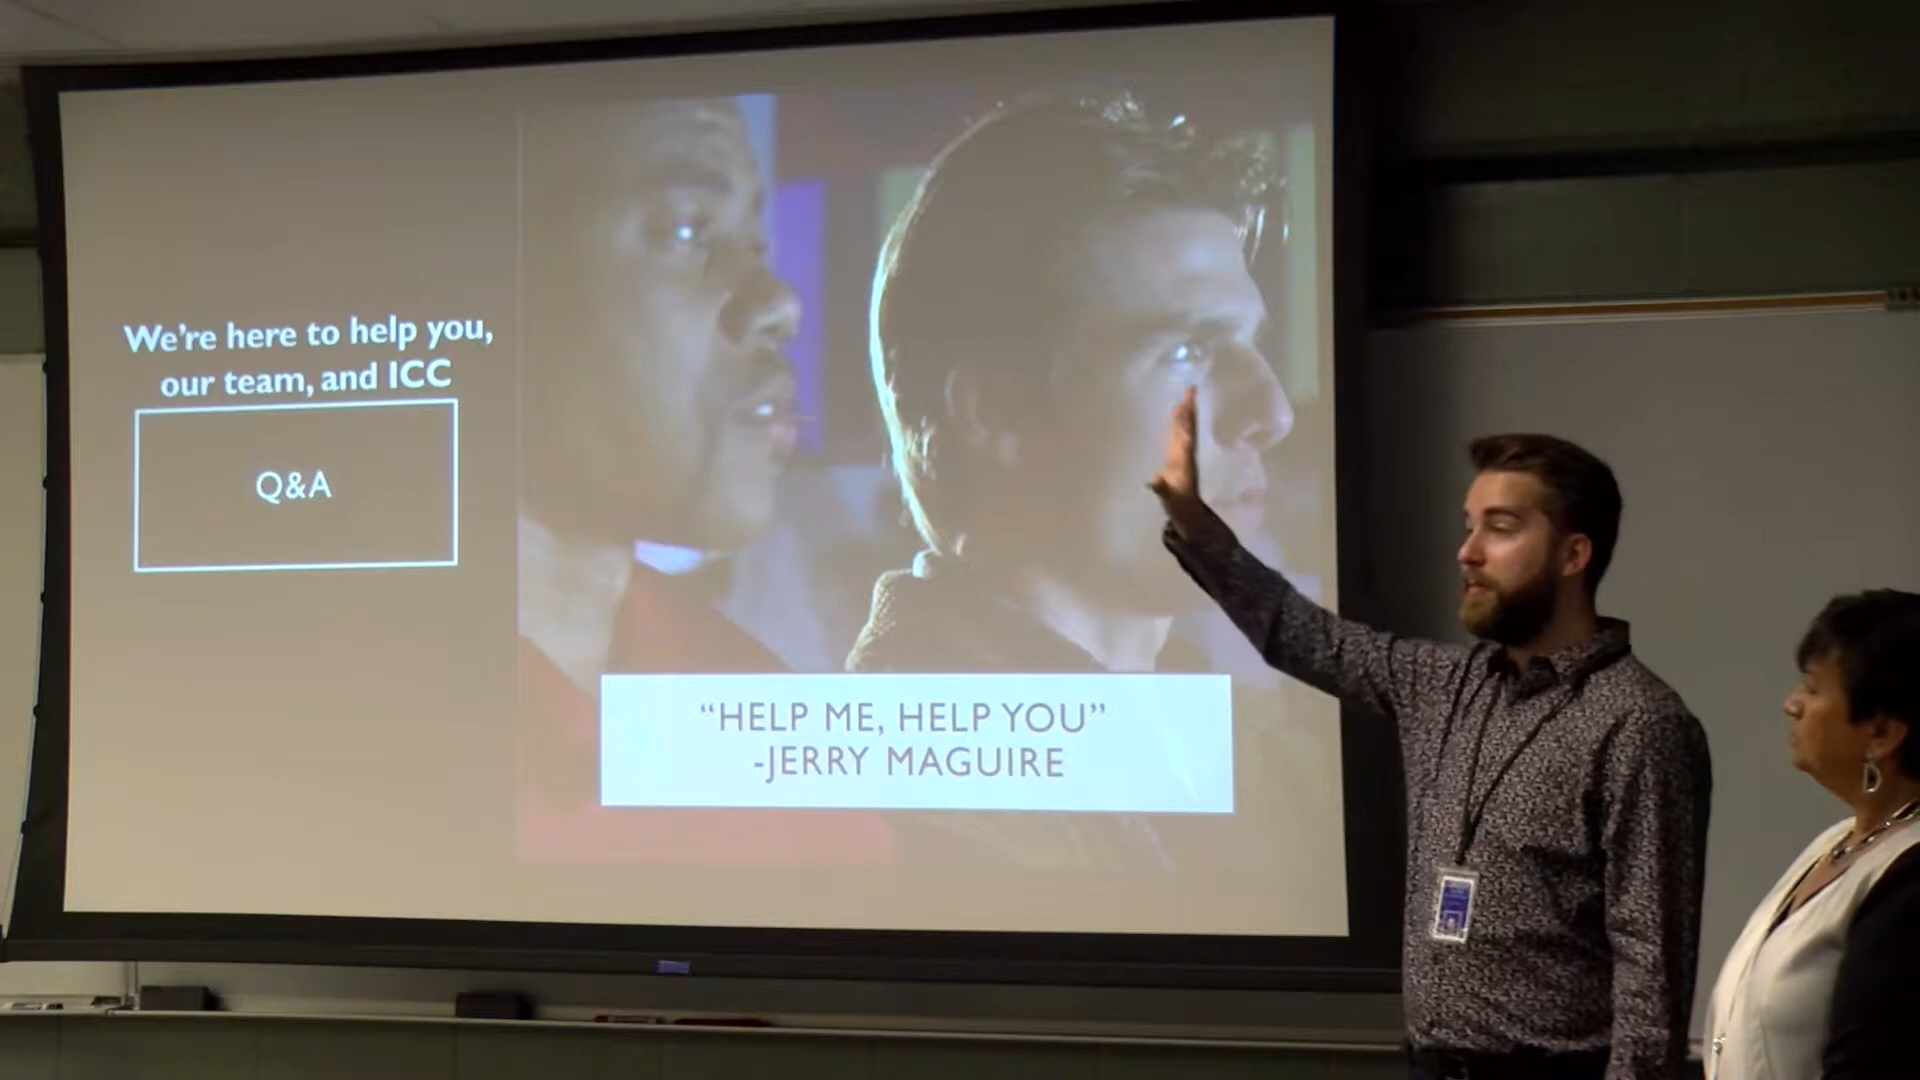 We're here to help you,
our team, and ICC
Q&A
“HELP ME, HELP YOU”
-JERRY MAGUIRE